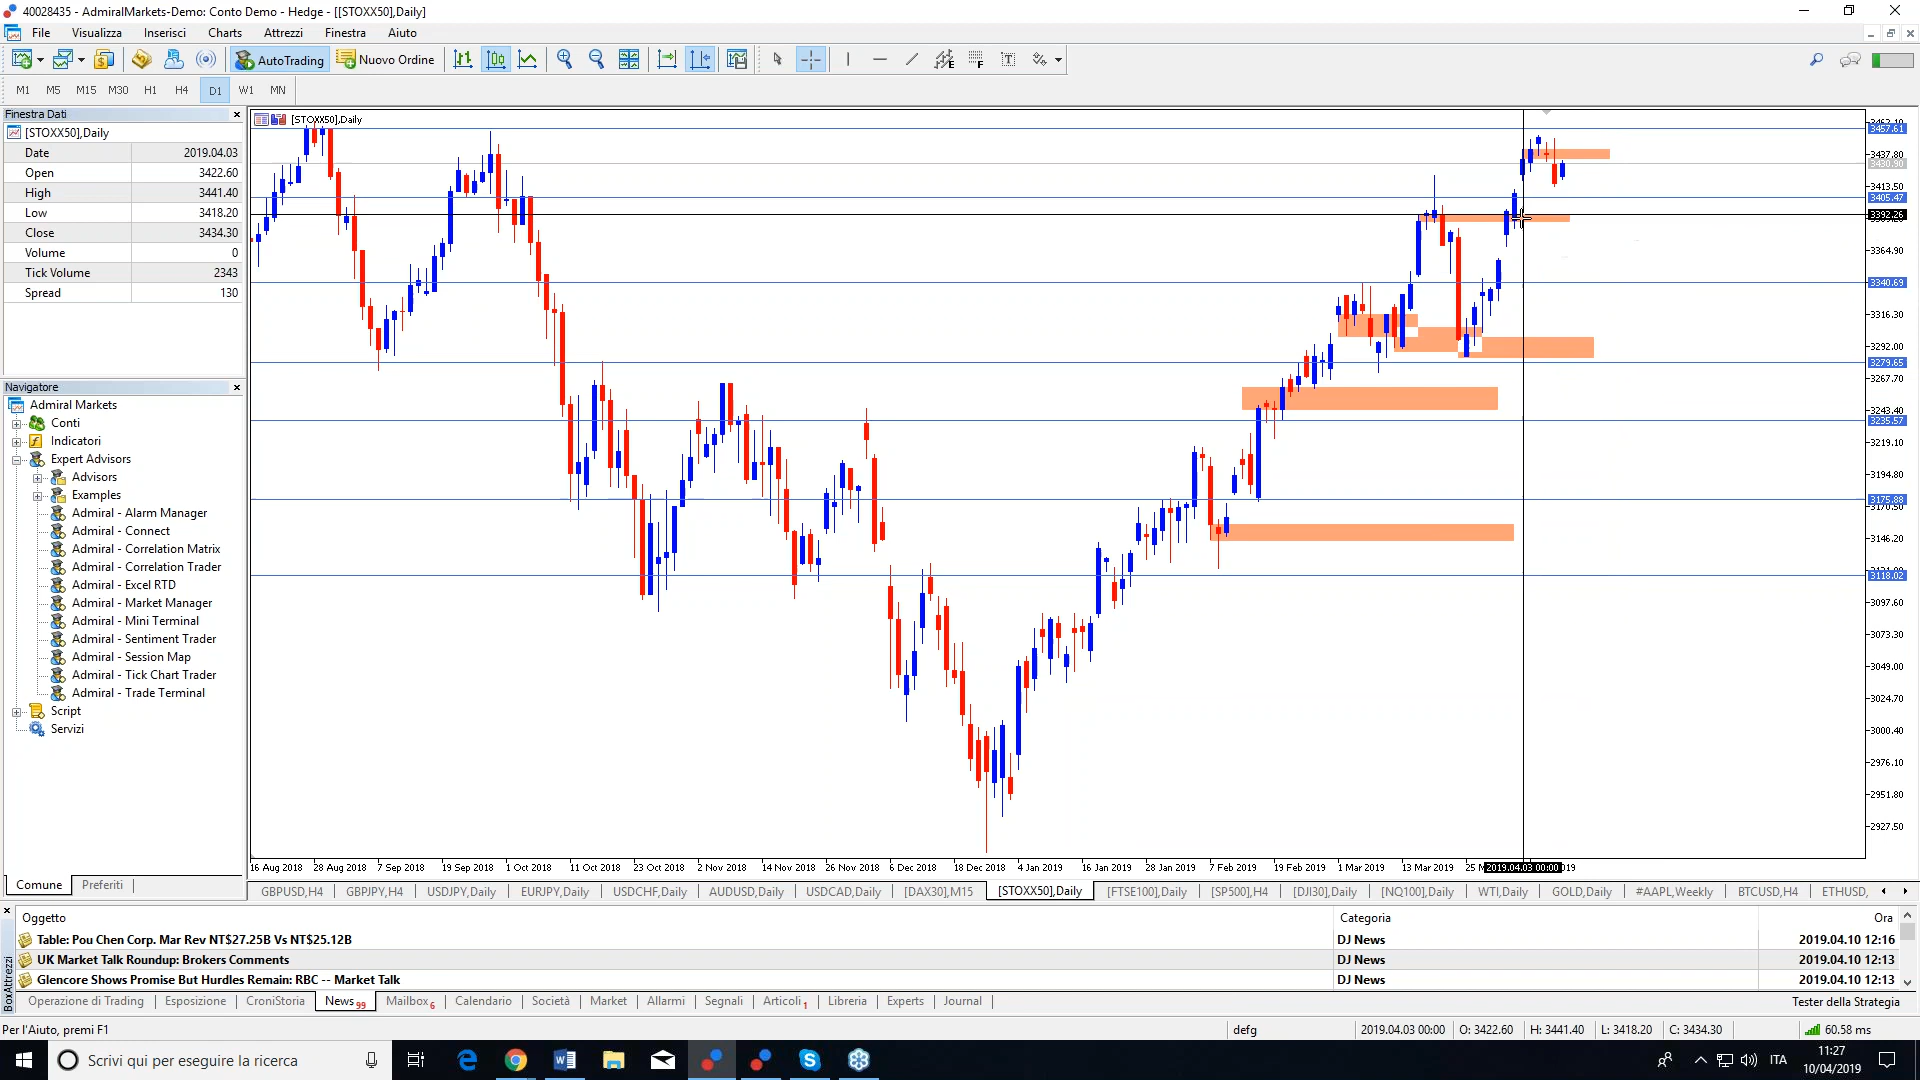 40028435 - AdmiralMarkets-Demo: Conto Demo - Hedge - [[STOXX50],Daily]
File Visualizza Inserisci Charts Attrezzi Finestra Aiuto
AutoTrading Nuovo Ordine
M1 M5 M15 M30 H1 H4 D1 W1 MN
Finestra Dati
[STOXX50],Daily
Date 2019.04.03
Open 3422.60
High 3441.40
Low 3418.20
Close 3434.30
Volume 0
Tick Volume 2343
Spread 130
Navigatore
Admiral Markets
Conti
Indicatori
Expert Advisors
Advisors
Examples
Admiral - Alarm Manager
Admiral - Connect
Admiral - Correlation Matrix
Admiral - Correlation Trader
Admiral - Excel RTD
Admiral - Market Manager
Admiral - Mini Terminal
Admiral - Sentiment Trader
Admiral - Session Map
Admiral - Tick Chart Trader
Admiral - Trade Terminal
Script
Servizi
Comune Preferiti
[STOXX50],Daily
3457.61
3437.80
3413.50
3405.47
3392.26
3364.90
3340.69
3316.30
3292.00
3279.65
3267.70
3243.40
3235.57
3219.10
3194.80
3175.88
3170.50
3146.20
3118.02
3097.60
3073.30
3049.00
3024.70
3000.40
2976.10
2951.80
2927.50
16 Aug 2018 28 Aug 2018 7 Sep 2018 19 Sep 2018 1 Oct 2018 11 Oct 2018 23 Oct 2018 2 Nov 2018 14 Nov 2018 26 Nov 2018 6 Dec 2018 18 Dec 2018 4 Jan 2019 16 Jan 2019 28 Jan 2019 7 Feb 2019 19 Feb 2019 1 Mar 2019 13 Mar 2019 25 M 2019.04.03 00:00 019
GBPUSD,H4 GBPJPY,H4 USDJPY,Daily EURJPY,Daily USDCHF,Daily AUDUSD,Daily USDCAD,Daily [DAX30],M15 [STOXX50],Daily [FTSE100],Daily [SP500],H4 [DJI30],Daily [NQ100],Daily WTI,Daily GOLD,Daily #AAPL,Weekly BTCUSD,H4 ETHUSD,
Oggetto Categoria Ora
Table: Pou Chen Corp. Mar Rev NT$27.25B Vs NT$25.12B DJ News 2019.04.10 12:16
UK Market Talk Roundup: Brokers Comments DJ News 2019.04.10 12:13
Glencore Shows Promise But Hurdles Remain: RBC -- Market Talk DJ News 2019.04.10 12:13
BoxAttrezzi
Operazione di Trading Esposizione CroniStoria News 99 Mailbox 6 Calendario Società Market Allarmi Segnali Articoli 1 Libreria Experts Journal Tester della Strategia
Per l'Aiuto, premi F1 defg 2019.04.03 00:00 O: 3422.60 H: 3441.40 L: 3418.20 C: 3434.30 60.58 ms
Scrivi qui per eseguire la ricerca ITA 11:27
10/04/2019